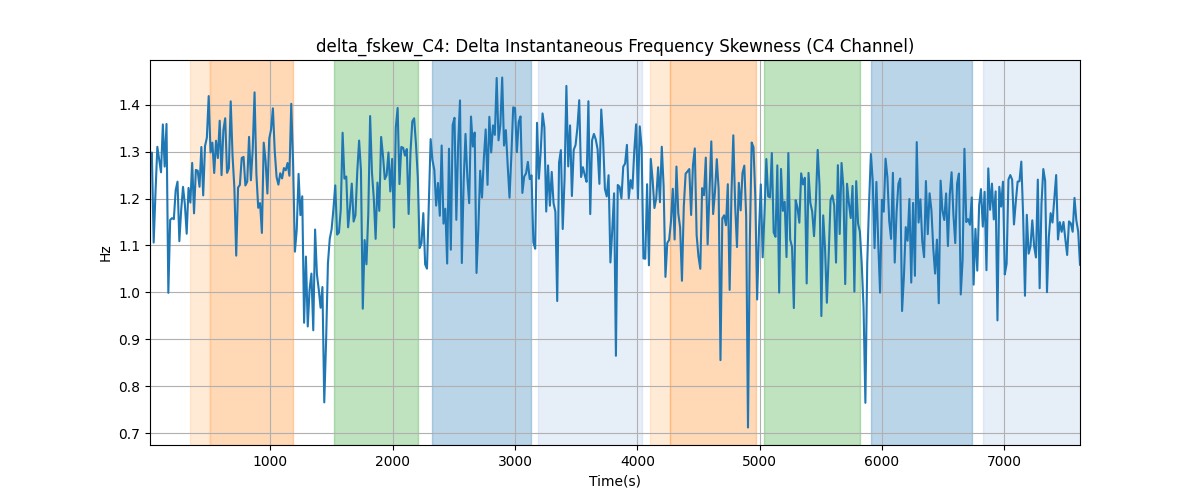 delta_fskew_C4: Delta Instantaneous Frequency Skewness (C4 Channel)
1.4
1.3
1.2
1.1
1.0
0.9
0.8
0.7
Hz
1000 2000 3000 4000 5000 6000 7000
Time(s)